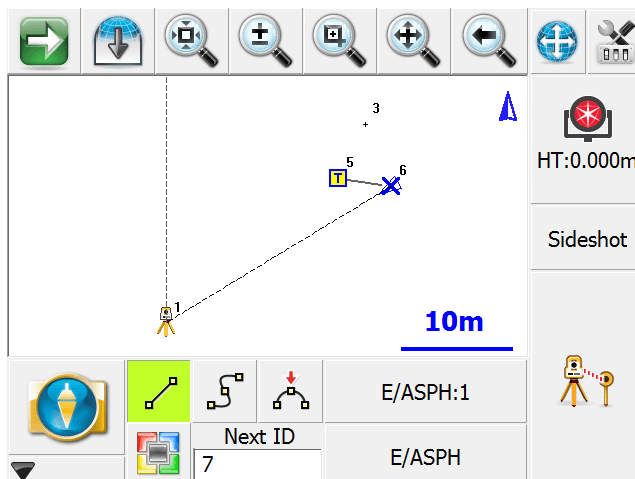 3
5
T
6
1
10m
HT:0.000m
Sideshot
E/ASPH:1
Next ID
7
E/ASPH